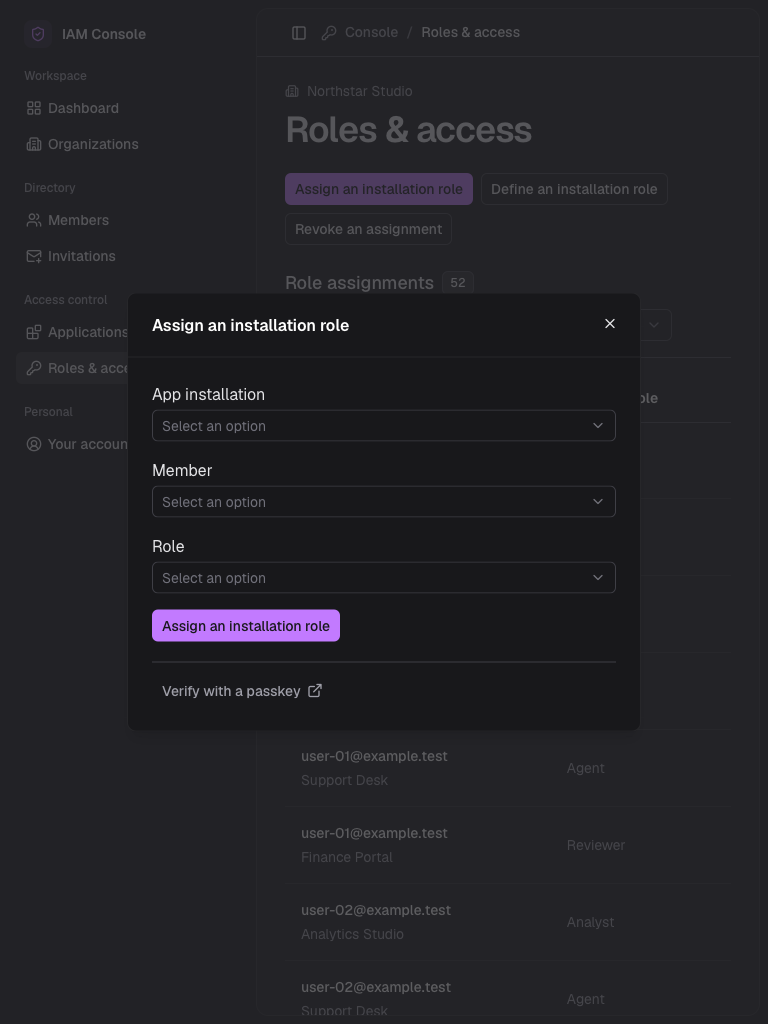 IAM Console
Workspace
Dashboard
Organizations
Directory
Members
Invitations
Access control
Applications
Roles & acce
Personal
Your accoun
Console / Roles & access
Northstar Studio
Roles & access
Assign an installation role
Define an installation role
Revoke an assignment
Role assignments 52
ole
Assign an installation role
App installation
Select an option
Member
Select an option
Role
Select an option
Assign an installation role
Verify with a passkey
user-01@example.test
Support Desk
Agent
user-01@example.test
Finance Portal
Reviewer
user-02@example.test
Analytics Studio
Analyst
user-02@example.test
Support Desk
Agent